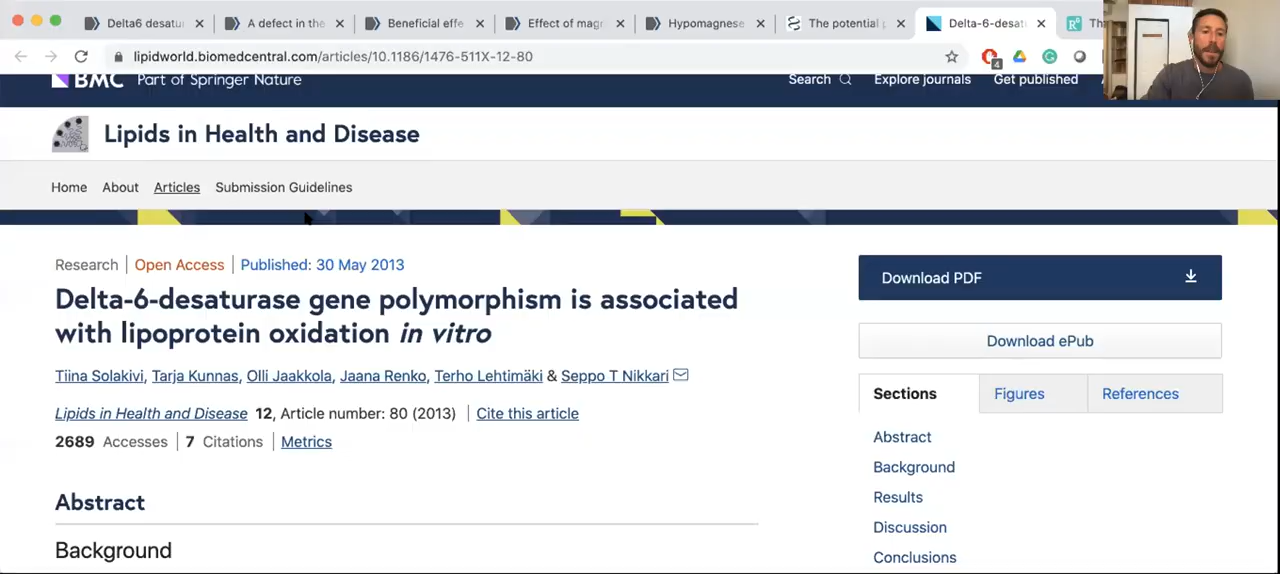 Delta6 desatu
A defect in the
Beneficial effe
Effect of mag
Hypomagnese
The potential
Delta-6-desat
Tha
lipidworld.biomedcentral.com/articles/10.1186/1476-511X-12-80
4
BMC Part of Springer Nature
Search Explore journals Get published
Lipids in Health and Disease
Home About Articles Submission Guidelines
Research Open Access Published: 30 May 2013
Delta-6-desaturase gene polymorphism is associated
with lipoprotein oxidation in vitro
Tiina Solakivi, Tarja Kunnas, Olli Jaakkola, Jaana Renko, Terho Lehtimäki & Seppo T Nikkari
Lipids in Health and Disease 12, Article number: 80 (2013) Cite this article
2689 Accesses 7 Citations Metrics
Abstract
Background
Download PDF
Download ePub
Sections Figures References
Abstract
Background
Results
Discussion
Conclusions